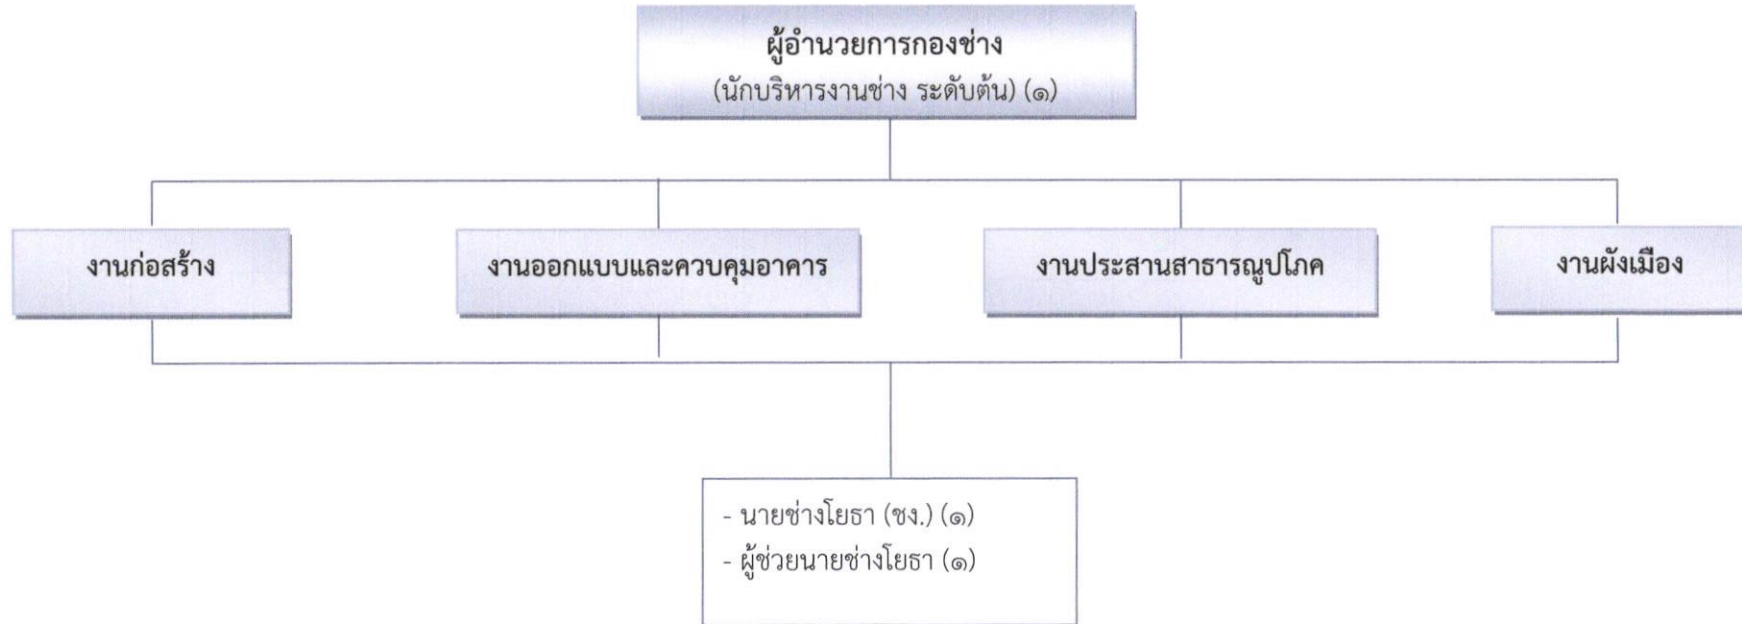 ผู้อำนวยการกองช่าง
(นักบริหารงานช่าง ระดับต้น) (๑)
งานก่อสร้าง
งานออกแบบและควบคุมอาคาร
งานประสานสาธารณูปโภค
งานผังเมือง
- นายช่างโยธา (ชง.) (๑)
- ผู้ช่วยนายช่างโยธา (๑)